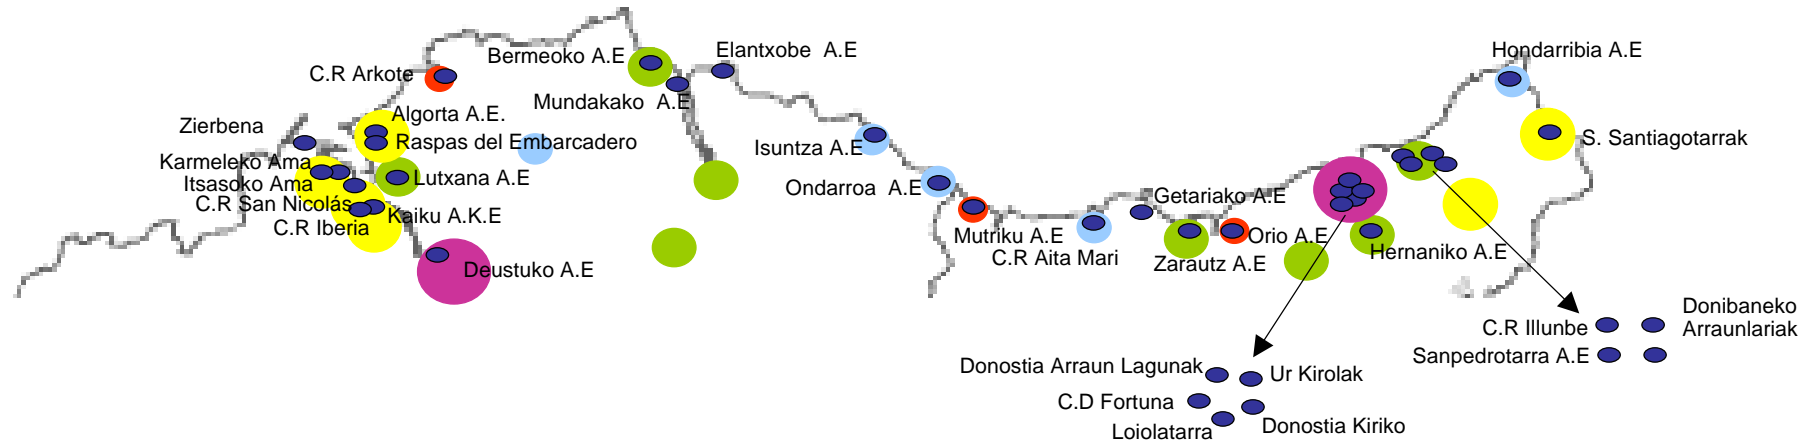 Bermeoko A.E
Elantxobe A.E
Hondarribia A.E
C.R Arkote
Mundakako A.E
Algorta A.E.
Zierbena
Raspas del Embarcadero
S. Santiagotarrak
Isuntza A.E
Karmeleko Ama
Itsasoko Ama
Lutxana A.E
Ondarroa A.E
Getariako A.E
C.R San Nicolás
Kaiku A.K.E
C.R Iberia
Mutriku A.E
Orio A.E
C.R Aita Mari
Zarautz A.E
Hernaniko A.E
Deustuko A.E
Donibaneko
Arraunlariak
C.R Illunbe
Sanpedrotarra A.E
Donostia Arraun Lagunak
Ur Kirolak
C.D Fortuna
Donostia Kiriko
Loiolatarra